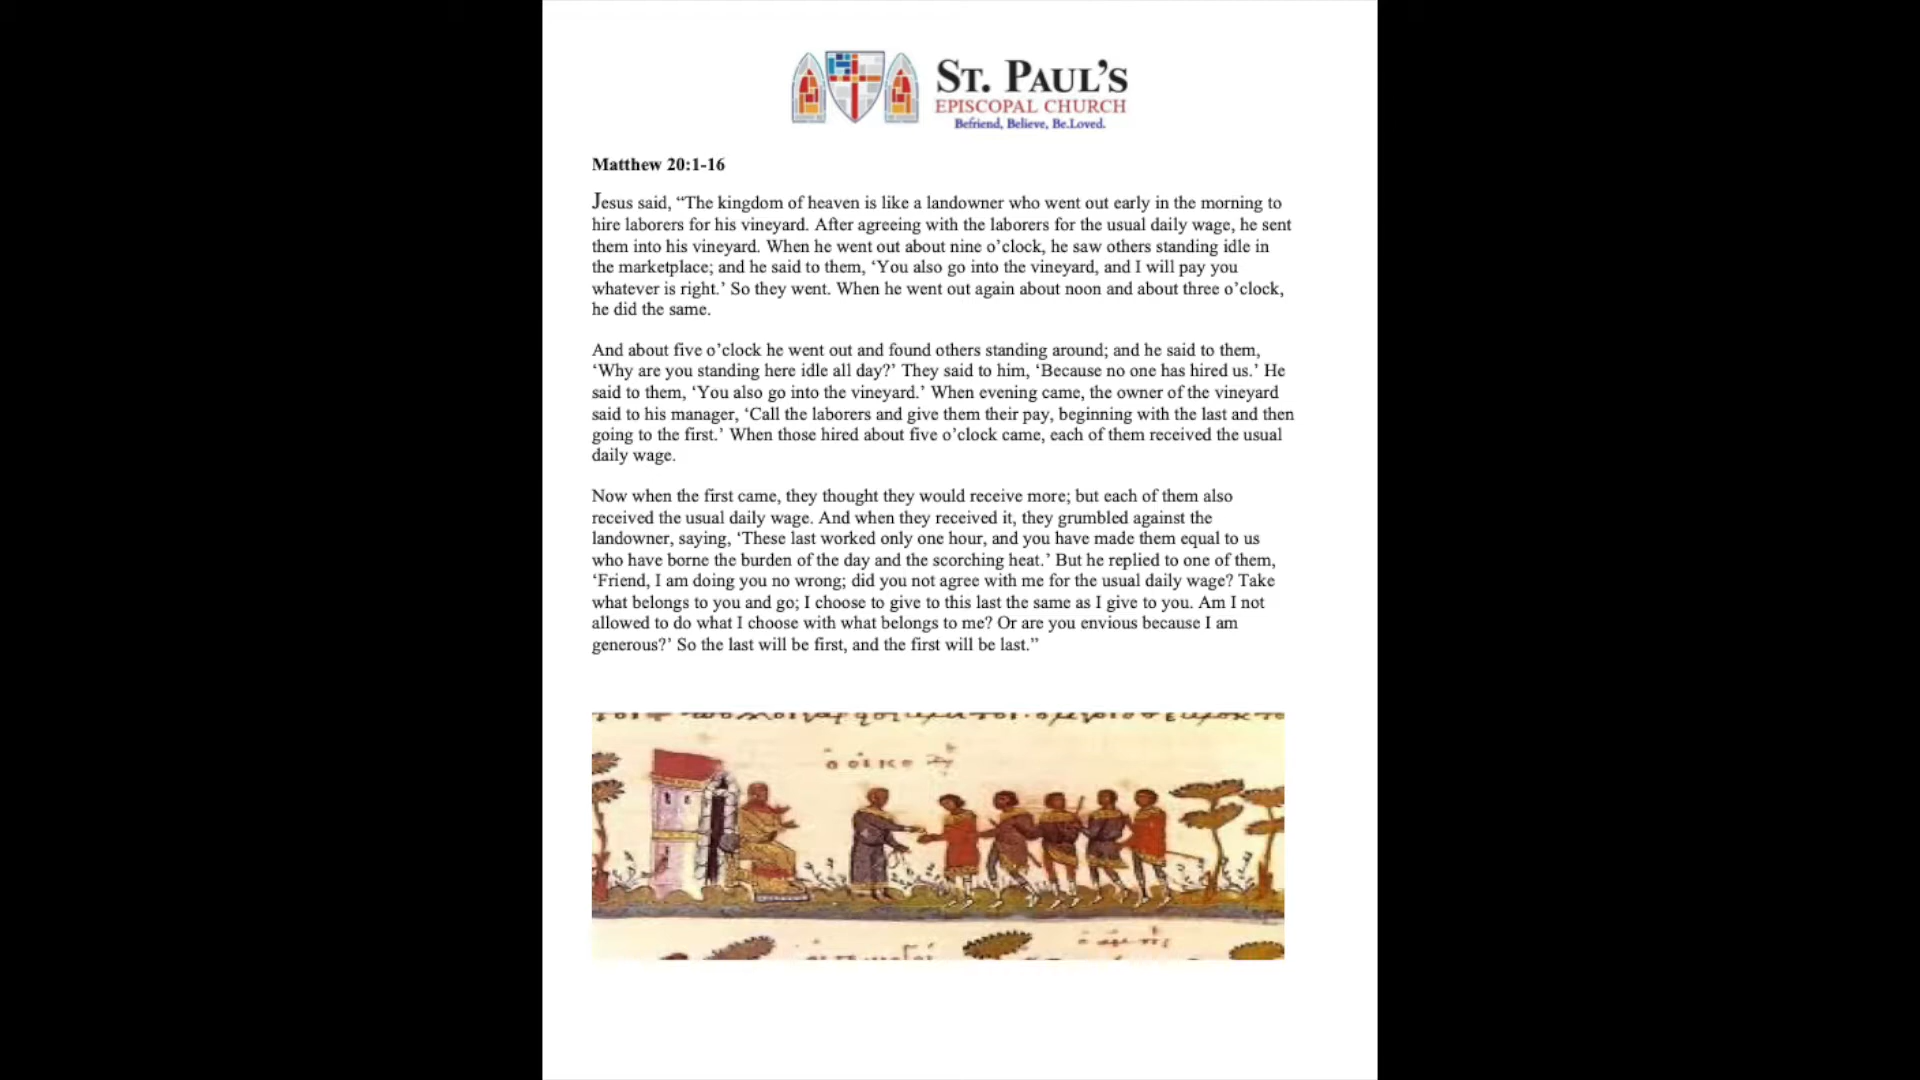 ST. PAUL'S
EPISCOPAL CHURCH
Befriend, Believe, Be.Loved.
Matthew 20:1-16
Jesus said, “The kingdom of heaven is like a landowner who went out early in the morning to
hire laborers for his vineyard. After agreeing with the laborers for the usual daily wage, he sent
them into his vineyard. When he went out about nine o’clock, he saw others standing idle in
the marketplace; and he said to them, ‘You also go into the vineyard, and I will pay you
whatever is right.’ So they went. When he went out again about noon and about three o’clock,
he did the same.
And about five o’clock he went out and found others standing around; and he said to them,
‘Why are you standing here idle all day?’ They said to him, ‘Because no one has hired us.’ He
said to them, ‘You also go into the vineyard.’ When evening came, the owner of the vineyard
said to his manager, ‘Call the laborers and give them their pay, beginning with the last and then
going to the first.’ When those hired about five o’clock came, each of them received the usual
daily wage.
Now when the first came, they thought they would receive more; but each of them also
received the usual daily wage. And when they received it, they grumbled against the
landowner, saying, ‘These last worked only one hour, and you have made them equal to us
who have borne the burden of the day and the scorching heat.’ But he replied to one of them,
‘Friend, I am doing you no wrong; did you not agree with me for the usual daily wage? Take
what belongs to you and go; I choose to give to this last the same as I give to you. Am I not
allowed to do what I choose with what belongs to me? Or are you envious because I am
generous?’ So the last will be first, and the first will be last.”